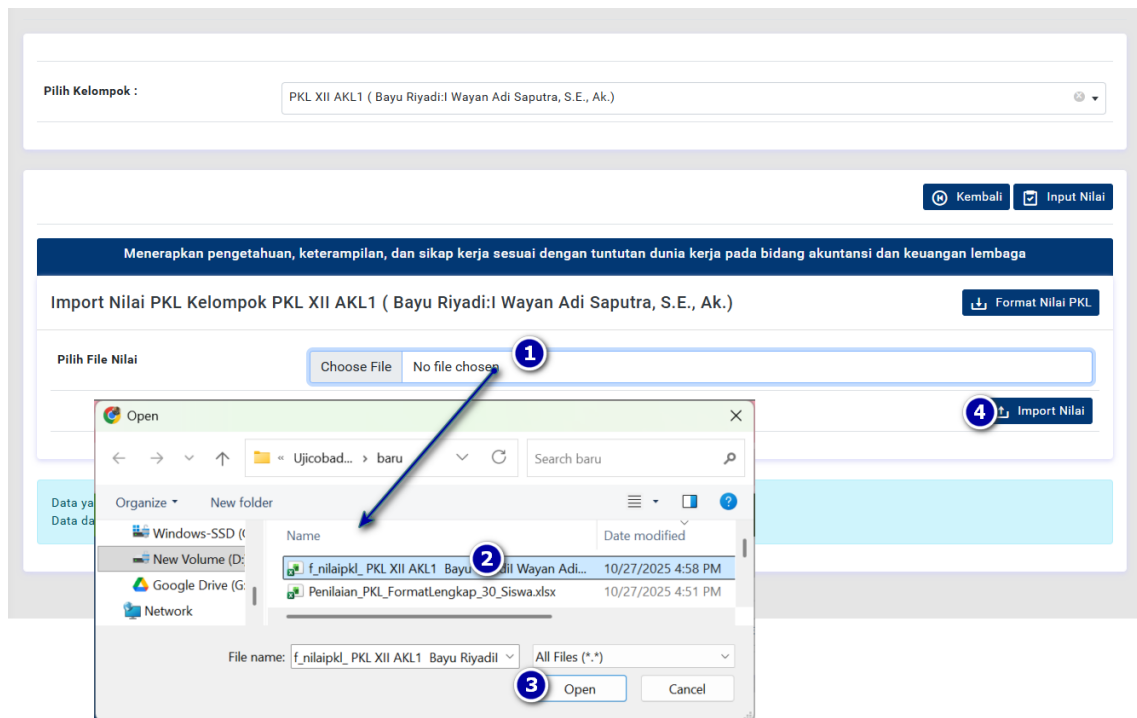 Pilih Kelompok :
PKL XII AKL1 ( Bayu Riyadi:I Wayan Adi Saputra, S.E., Ak.)
Kembali
Input Nilai
Menerapkan pengetahuan, keterampilan, dan sikap kerja sesuai dengan tuntutan dunia kerja pada bidang akuntansi dan keuangan lembaga
Import Nilai PKL Kelompok PKL XII AKL1 ( Bayu Riyadi:I Wayan Adi Saputra, S.E., Ak.)
Format Nilai PKL
Pilih File Nilai
Choose File No file chosen
1
4
Import Nilai
Open
« Ujicobad... › baru
Search baru
Organize
New folder
Data
Data
Windows-SSD (
New Volume (D:
Google Drive (G:
Network
Name
Date modified
f_nilaipkl_ PKL XII AKL1 Bayu Wayan Adi... 10/27/2025 4:58 PM
2
Penilaian_PKL_FormatLengkap_30_Siswa.xlsx 10/27/2025 4:51 PM
File name: f_nilaipkl_ PKL XII AKL1 Bayu RiyadiI
All Files (*.*)
3
Open
Cancel